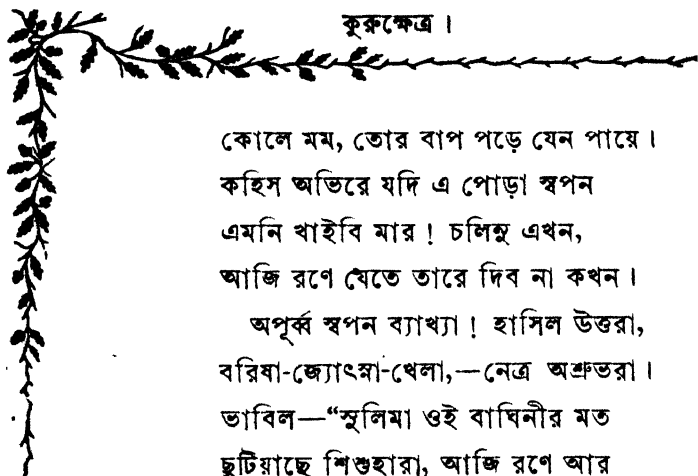 কুরুক্ষেত্র।
কোলে মম, তোর বাপ পড়ে যেন পায়ে।
কহিস অভিরে যদি এ পোড়া স্বপন
এমনি খাইবি মার! চলিনু এখন,
আজি রণে যেতে তারে দিব না কখন।
অপূর্ব্ব স্বপন ব্যাখ্যা! হাসিল উত্তরা,
বরিষা-জ্যোৎস্না-খেলা,—নেত্র অশ্রুভরা।
ভাবিল—“সুলিমা ওই বাঘিনীর মত
ছুটিয়াছে শিশুহারা, আজি রণে আর